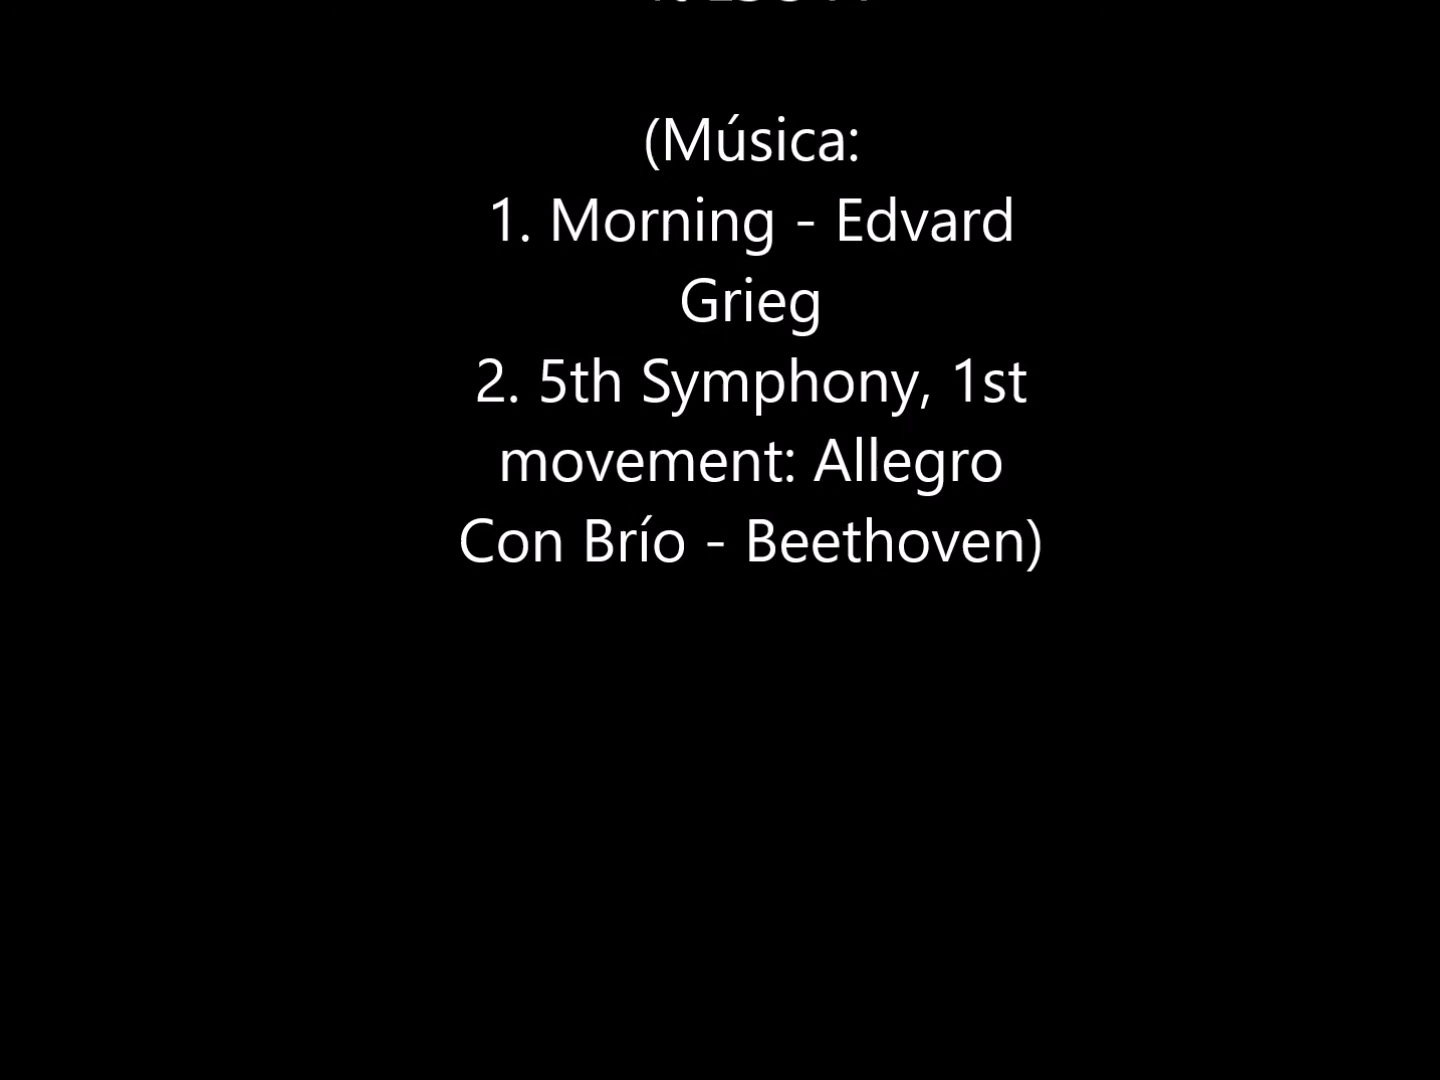 (Música:
1. Morning - Edvard
Grieg
2. 5th Symphony, 1st
movement: Allegro
Con Brío - Beethoven)